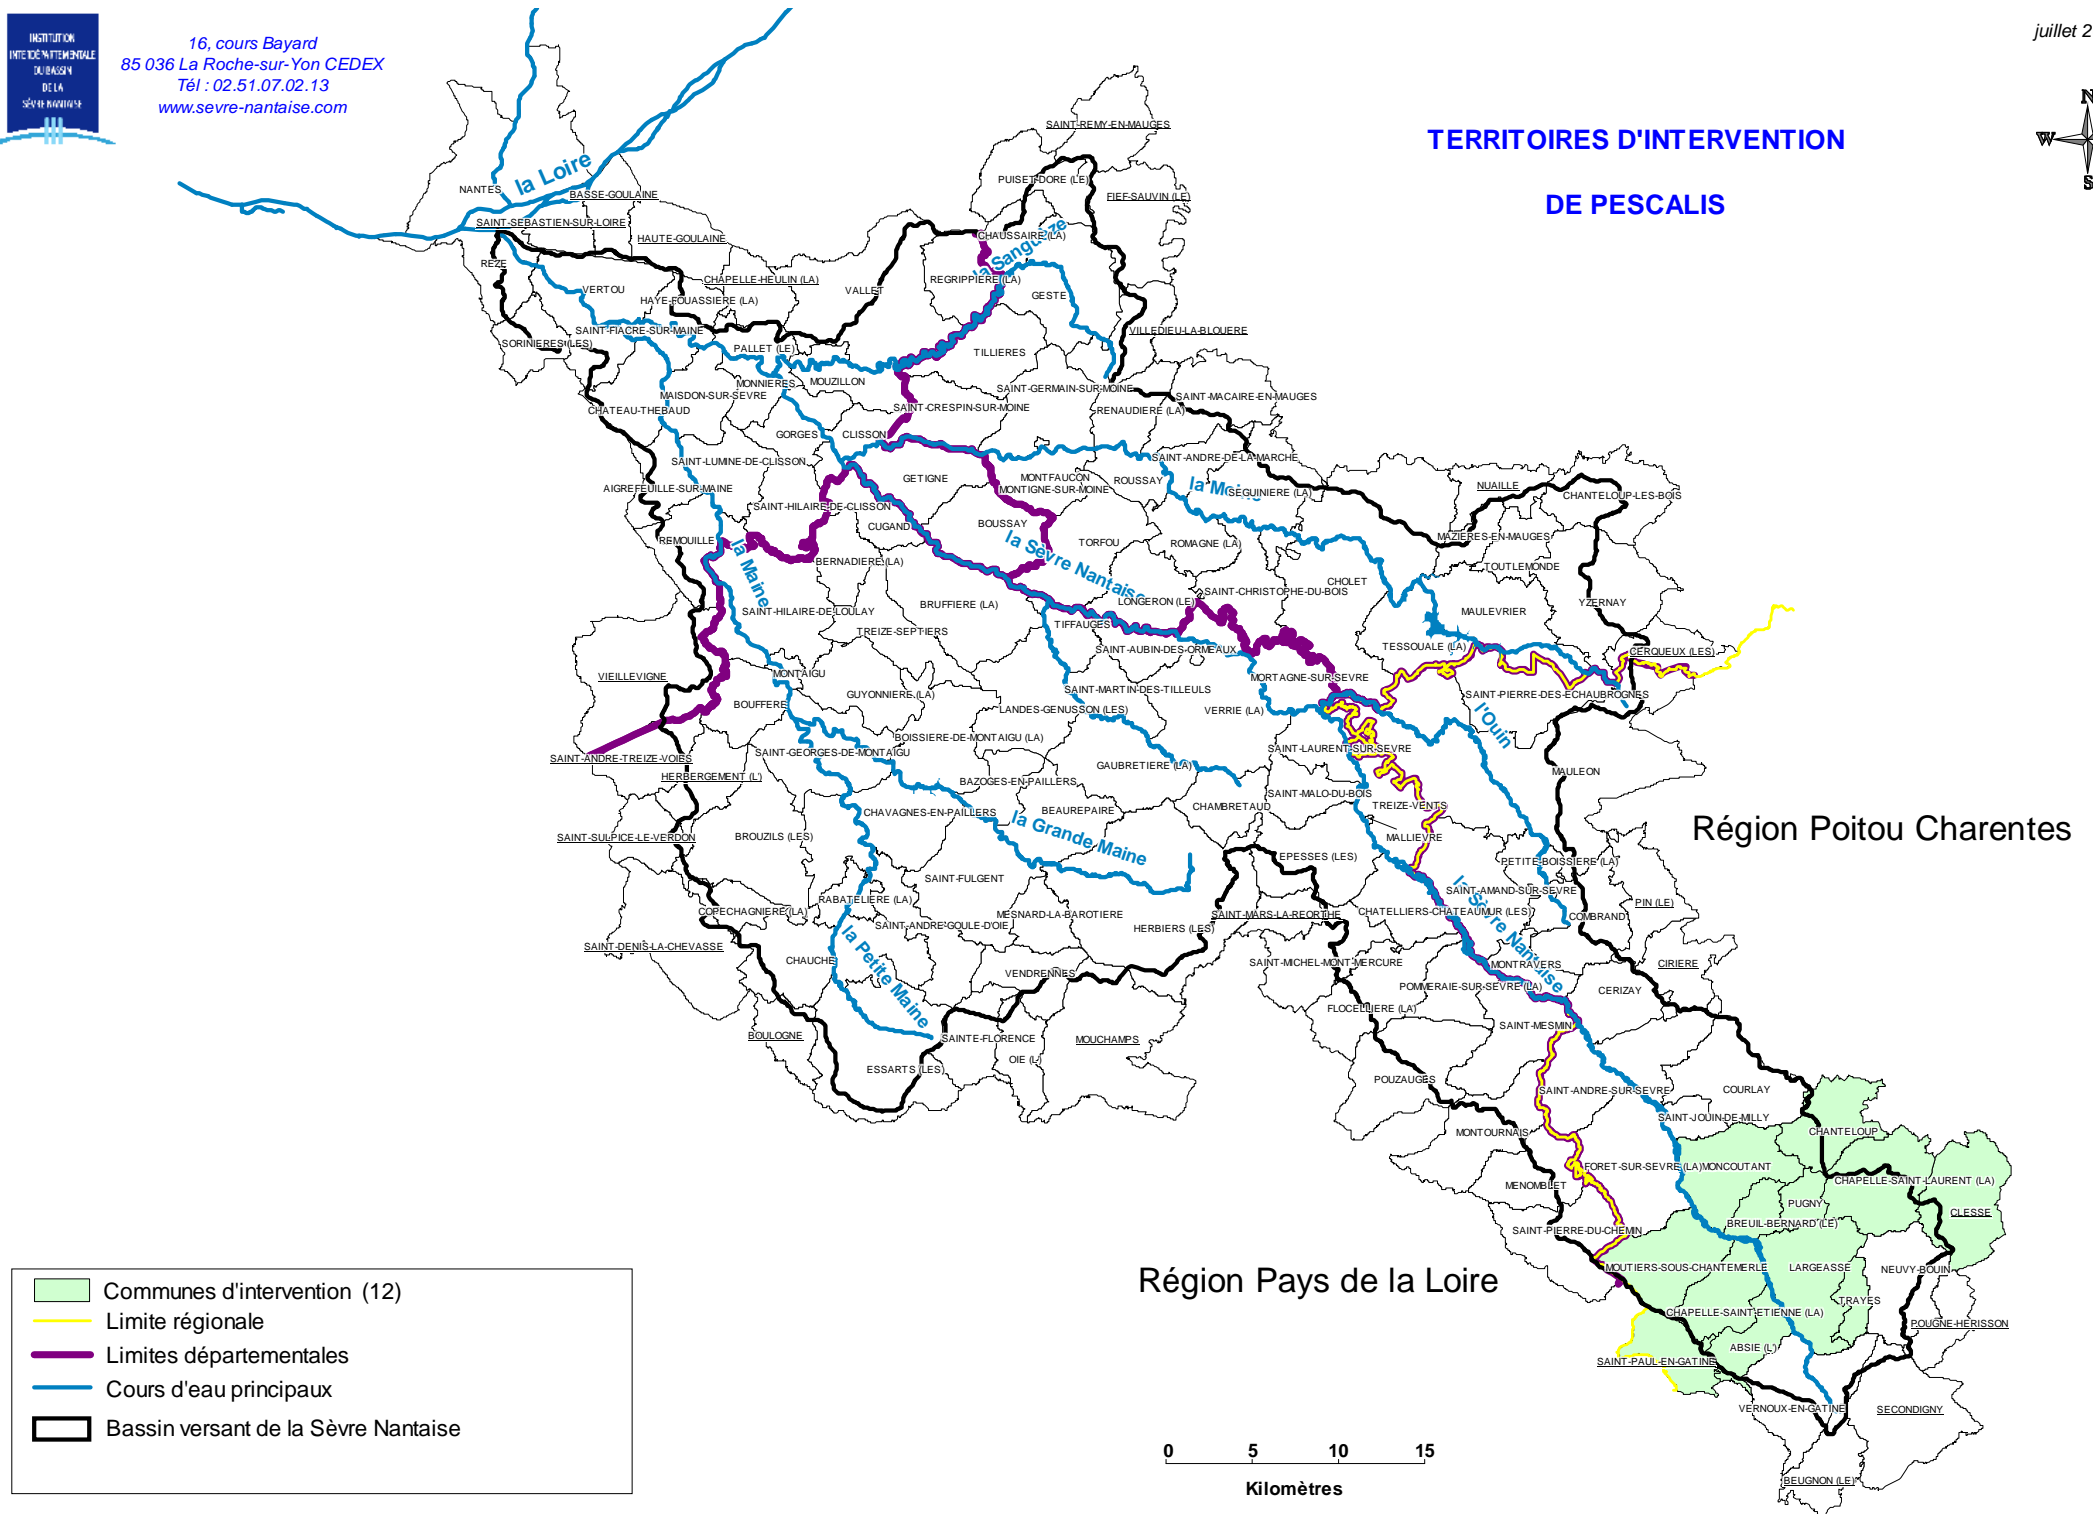 INSTITUTION
INTERDÉPARTEMENTALE
DU BASSIN
DE LA
SÈVRE NANTAISE
16, cours Bayard
85 036 La Roche-sur-Yon CEDEX
Tél : 02.51.07.02.13
www.sevre-nantaise.com
juillet 2
N
W
S
TERRITOIRES D'INTERVENTION
DE PESCALIS
SAINT-REMY-EN-MAUGES
PUISET-DORE (LE)
FIEF-SAUVIN (LE)
NANTES
la Loire
BASSE-GOULAINE
SAINT-SEBASTIEN-SUR-LOIRE
HAUTE-GOULAINE
CHAUSSAIRE (LA)
la Sanguèze
REZE
CHAPELLE-HEULIN (LA)
REGRIPPIERE (LA)
VERTOU
HAYE-FOUASSIERE (LA)
VALLET
GESTE
SAINT-FIACRE-SUR-MAINE
VILLEDIEU-LA-BLOUERE
SORINIERES (LES)
PALLET (LE)
TILLIERES
MONNIERES
MOUZILLON
SAINT-GERMAIN-SUR-MOINE
MAISDON-SUR-SEVRE
SAINT-MACAIRE-EN-MAUGES
CHATEAU-THEBAUD
SAINT-CRESPIN-SUR-MOINE
RENAUDIERE (LA)
GORGES
CLISSON
SAINT-LUMINE-DE-CLISSON
SAINT-ANDRE-DE-LA-MARCHE
GETIGNE
MONTFAUCON
ROUSSAY
AIGREFEUILLE-SUR-MAINE
MONTIGNE-SUR-MOINE
la Moine
SEGUINIERE (LA)
NUAILLE
CHANTELOUP-LES-BOIS
SAINT-HILAIRE-DE-CLISSON
CUGAND
BOUSSAY
REMOUILLE
la Maine
la Sèvre Nantaise
TORFOU
ROMAGNE (LA)
MAZIERES-EN-MAUGES
BERNADIERE (LA)
TOUTLEMONDE
CHOLET
SAINT-HILAIRE-DE-LOULAY
BRUFFIERE (LA)
LONGERON (LE)
SAINT-CHRISTOPHE-DU-BOIS
MAULEVRIER
YZERNAY
TREIZE-SEPTIERS
TIFFAUGES
SAINT-AUBIN-DES-ORMEAUX
TESSOUALE (LA)
CERQUEUX (LES)
VIEILLEVIGNE
MONTAIGU
GUYONNIERE (LA)
SAINT-MARTIN-DES-TILLEULS
MORTAGNE-SUR-SEVRE
SAINT-PIERRE-DES-ECHAUBROGNES
BOUFFERE
LANDES-GENUSSON (LES)
VERRIE (LA)
l'Ouin
BOISSIERE-DE-MONTAIGU (LA)
SAINT-ANDRE-TREIZE-VOIES
SAINT-GEORGES-DE-MONTAIGU
SAINT-LAURENT-SUR-SEVRE
HERBERGEMENT (L')
GAUBRETIERE (LA)
MAULEON
BAZOGES-EN-PAILLERS
SAINT-MALO-DU-BOIS
CHAVAGNES-EN-PAILLERS
BEAUREPAIRE
CHAMBRETAUD
TREIZE-VENTS
SAINT-SULPICE-LE-VERDON
BROUZILS (LES)
la Grande Maine
MALLIEVRE
Région Poitou Charentes
EPESSES (LES)
PETITE-BOISSIERE (LA)
SAINT-FULGENT
SAINT-AMAND-SUR-SEVRE
RABATELIERE (LA)
PIN (LE)
COPECHAGNIERE (LA)
MESNARD-LA-BAROTIERE
SAINT-MARS-LA-REORTHE
CHATELLIERS-CHATEAUMUR (LES)
COMBRAND
SAINT-ANDRE-GOULE-D'OIE
HERBIERS (LES)
la Sèvre Nantaise
SAINT-DENIS-LA-CHEVASSE
la Petite Maine
CHAUCHE
VENDRENNES
SAINT-MICHEL-MONT-MERCURE
MONTRAVERS
CIRIERE
POMMERAIE-SUR-SEVRE (LA)
CERIZAY
FLOCELLIERE (LA)
SAINT-MESMIN
BOULOGNE
SAINTE-FLORENCE
MOUCHAMPS
OIE (L')
ESSARTS (LES)
POUZAUGES
SAINT-ANDRE-SUR-SEVRE
COURLAY
SAINT-JOUIN-DE-MILLY
MONTOURNAIS
CHANTELOUP
FORET-SUR-SEVRE (LA)
MONCOUTANT
MENOMBLET
CHAPELLE-SAINT-LAURENT (LA)
PUGNY
CLESSE
SAINT-PIERRE-DU-CHEMIN
BREUIL-BERNARD (LE)
MOUTIERS-SOUS-CHANTEMERLE
LARGEASSE
NEUVY-BOUIN
Région Pays de la Loire
TRAYES
CHAPELLE-SAINT-ETIENNE (LA)
POUGNE-HERISSON
ABSIE (L')
SAINT-PAUL-EN-GATINE
VERNOUX-EN-GATINE
SECONDIGNY
BEUGNON (LE)
Communes d'intervention (12)
Limite régionale
Limites départementales
Cours d'eau principaux
Bassin versant de la Sèvre Nantaise
0 5 10 15
Kilomètres